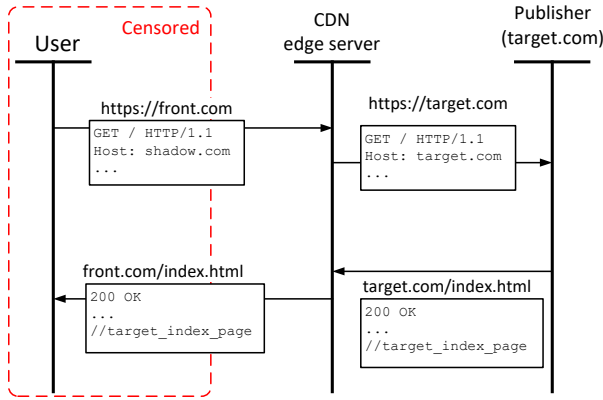 Censored
User
CDN
edge server
Publisher
(target.com)
https://front.com
GET / HTTP/1.1
Host: shadow.com
...
https://target.com
GET / HTTP/1.1
Host: target.com
...
front.com/index.html
200 OK
...
//target_index_page
target.com/index.html
200 OK
...
//target_index_page